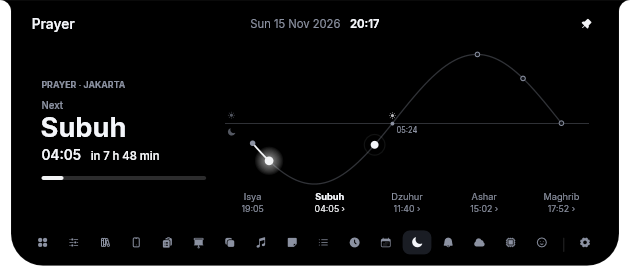 Prayer
Sun 15 Nov 2026 20:17
PRAYER · JAKARTA
Next
Subuh
04:05 in 7 h 48 min
05:24
Isya Subuh Dzuhur Ashar Maghrib
19:05 04:05 › 11:40 › 15:02 › 17:52 ›